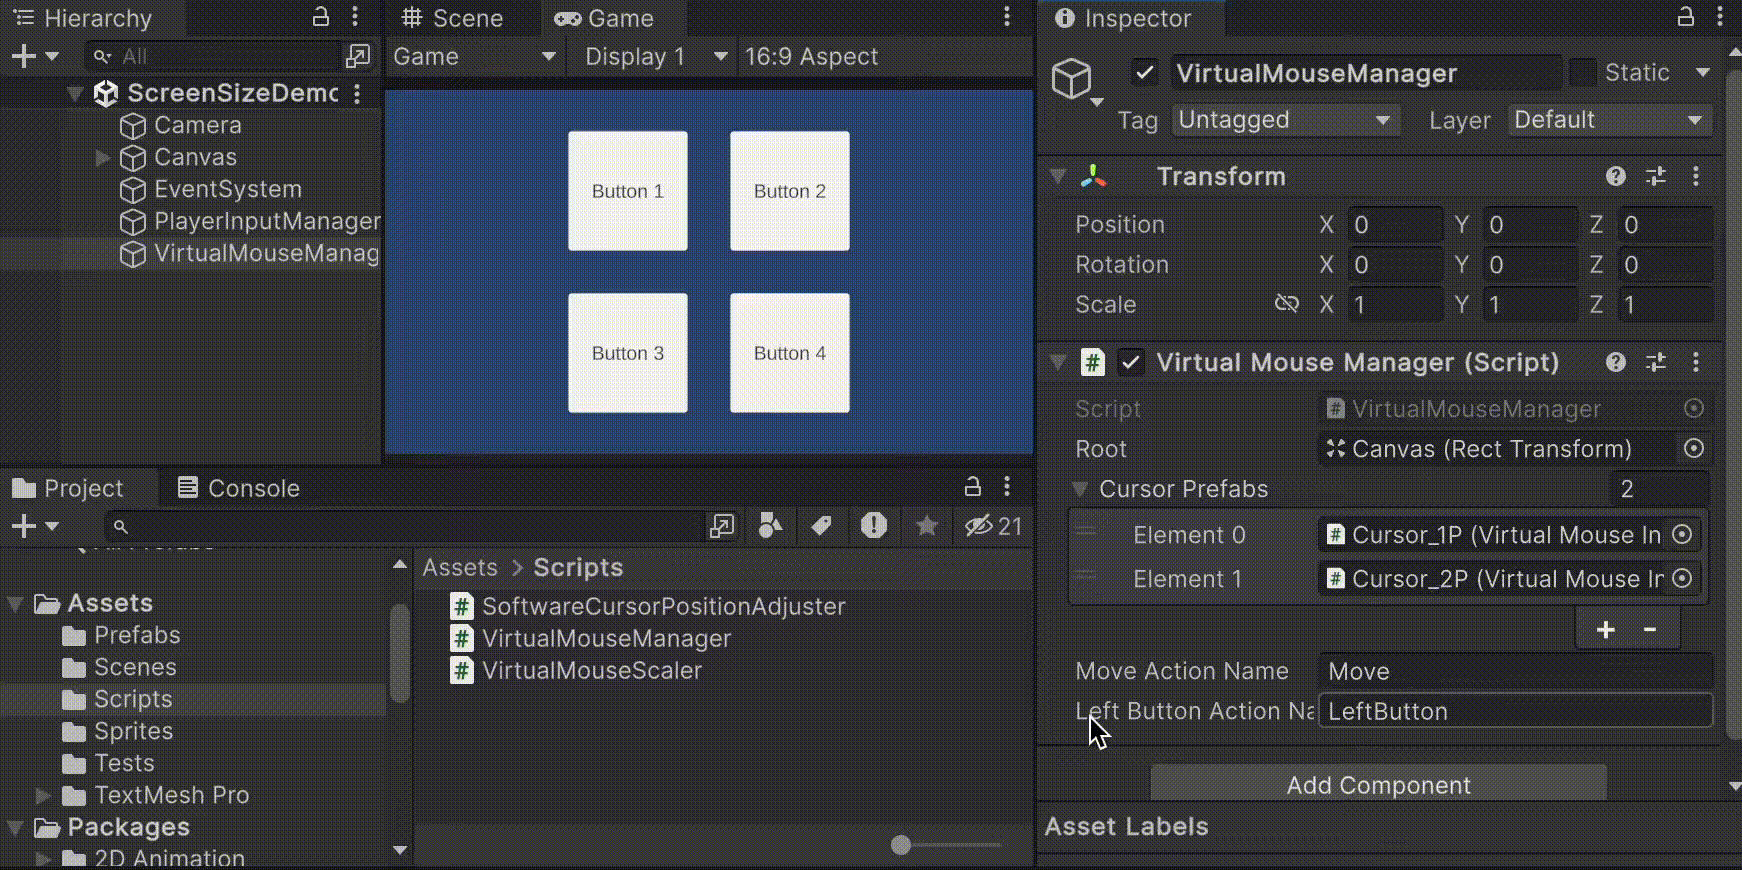 Hierarchy
All
ScreenSizeDemo
Camera
Canvas
EventSystem
PlayerInputManager
VirtualMouseManag
Scene
Game
Game
Display 1
16:9 Aspect
Button 1
Button 2
Button 3
Button 4
Project
Console
21
All Prefabs
Assets
Prefabs
Scenes
Scripts
Sprites
Tests
TextMesh Pro
Packages
2D Animation
Assets > Scripts
SoftwareCursorPositionAdjuster
VirtualMouseManager
VirtualMouseScaler
Inspector
VirtualMouseManager
Static
Tag Untagged Layer Default
Transform
Position X 0 Y 0 Z 0
Rotation X 0 Y 0 Z 0
Scale X 1 Y 1 Z 1
# Virtual Mouse Manager (Script)
Script # VirtualMouseManager
Root Canvas (Rect Transform)
Cursor Prefabs 2
Element 0 # Cursor_1P (Virtual Mouse In
Element 1 # Cursor_2P (Virtual Mouse Ir
+ -
Move Action Name Move
Left Button Action Na LeftButton
Add Component
Asset Labels